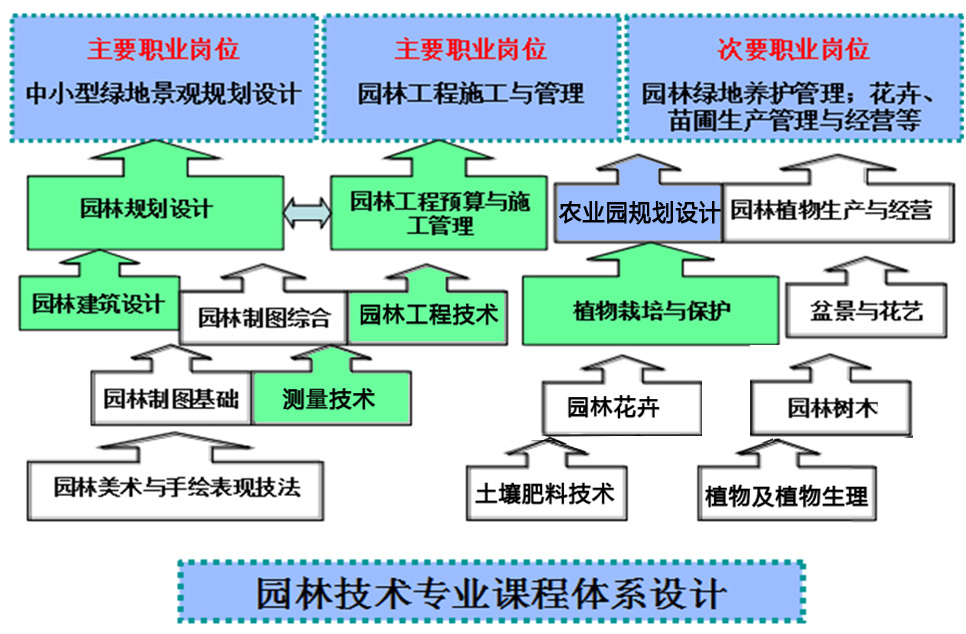 主要职业岗位
中小型绿地景观规划设计
主要职业岗位
园林工程施工与管理
次要职业岗位
园林绿地养护管理；花卉、
苗圃生产管理与经营等
园林规划设计
园林工程预算与施
工管理
农业园规划设计
园林植物生产与经营
园林建筑设计
园林制图综合
园林工程技术
植物栽培与保护
盆景与花艺
园林制图基础
测量技术
园林花卉
园林树木
园林美术与手绘表现技法
土壤肥料技术
植物及植物生理
园林技术专业课程体系设计